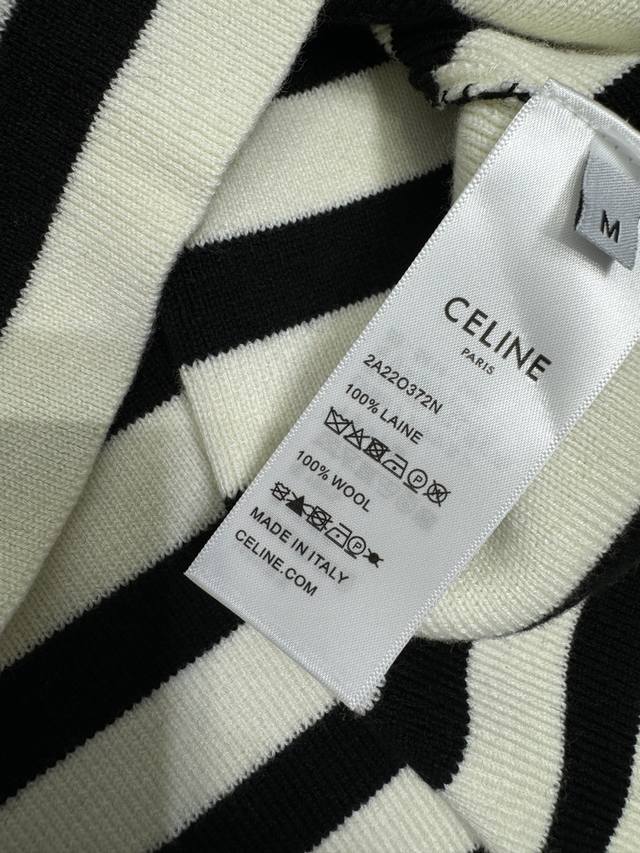 M
CELINE
PARIS
2A22O372N
100% LAINE
100% WOOL
MADE IN ITALY
CELINE.COM